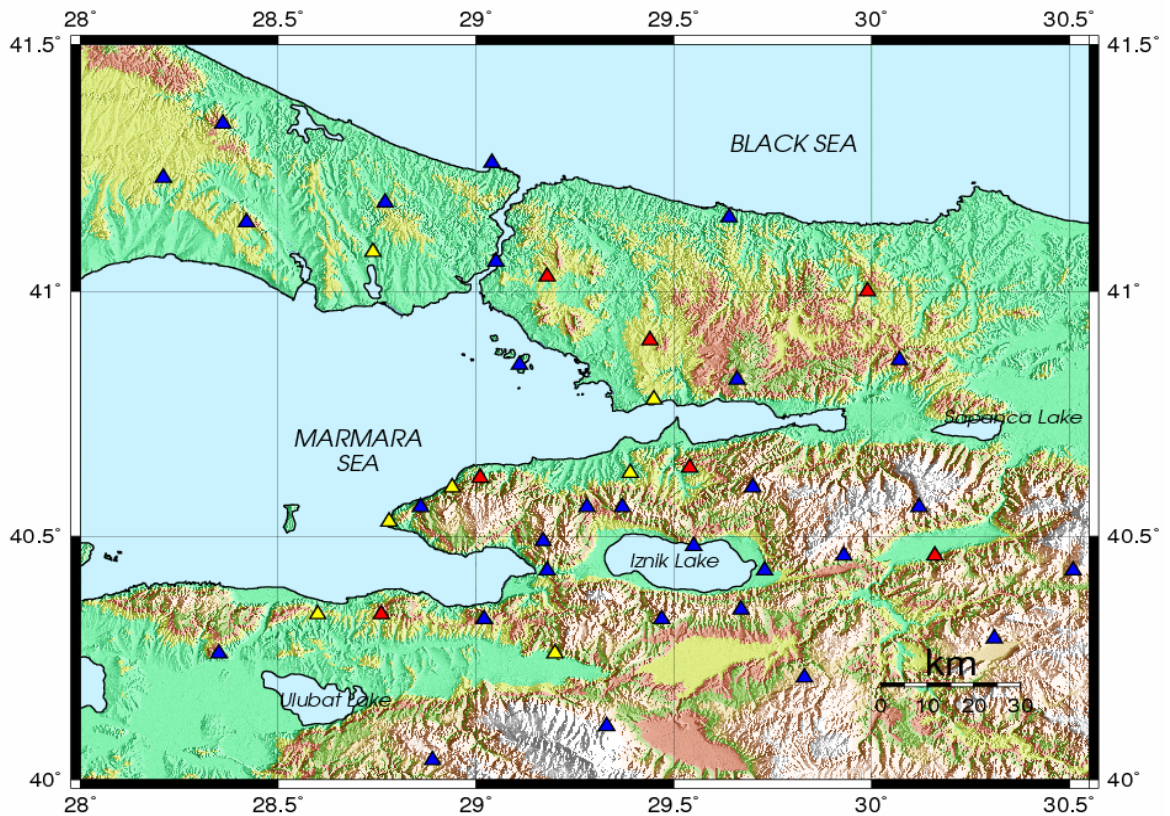 28° 28.5° 29° 29.5° 30° 30.5°
41.5° 41.5°
BLACK SEA
41° 41°
Sapanca Lake
MARMARA
SEA
40.5° 40.5°
Iznik Lake
km
Ulubat Lake
0 10 20 30
40° 40°
28° 28.5° 29° 29.5° 30° 30.5°